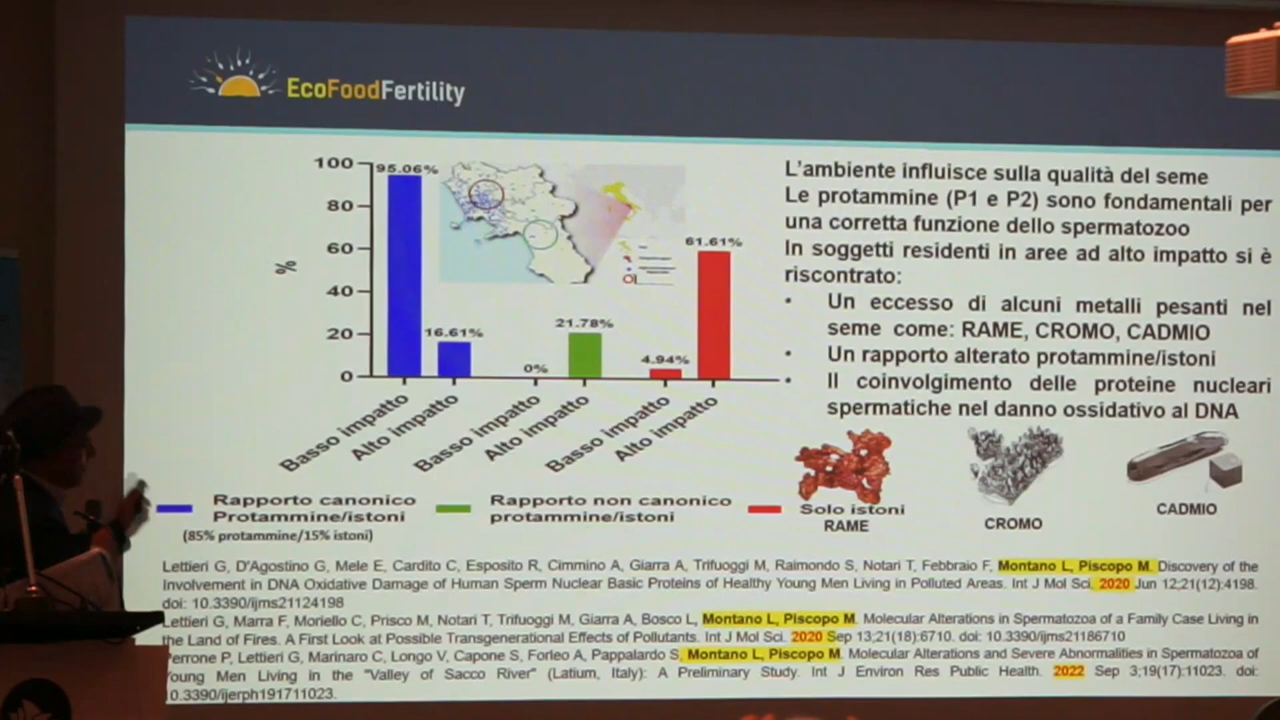 EcoFoodFertility
100
80
60
40
20
0
%
95.06%
16.61%
0%
21.78%
4.94%
61.61%
Basso impatto
Alto impatto
Basso impatto
Alto impatto
Basso impatto
Alto impatto
Rapporto canonico
Protammine/istoni
(85% protammine/15% istoni)
Rapporto non canonico
protammine/istoni
Solo istoni
L'ambiente influisce sulla qualità del seme
Le protammine (P1 e P2) sono fondamentali per
una corretta funzione dello spermatozoo
In soggetti residenti in aree ad alto impatto si è
riscontrato:
• Un eccesso di alcuni metalli pesanti nel
seme come: RAME, CROMO, CADMIO
• Un rapporto alterato protammine/istoni
• Il coinvolgimento delle proteine nucleari
spermatiche nel danno ossidativo al DNA
RAME
CROMO
CADMIO
Lettieri G, D'Agostino G, Mele E, Cardito C, Esposito R, Cimmino A, Giarra A, Trifuoggi M, Raimondo S, Notari T, Febbraio F, Montano L, Piscopo M. Discovery of the
Involvement in DNA Oxidative Damage of Human Sperm Nuclear Basic Proteins of Healthy Young Men Living in Polluted Areas. Int J Mol Sci. 2020 Jun 12;21(12):4198.
doi: 10.3390/ijms21124198
Lettieri G, Marra F, Moriello C, Prisco M, Notari T, Trifuoggi M, Giarra A, Bosco L, Montano L, Piscopo M. Molecular Alterations in Spermatozoa of a Family Case Living in
the Land of Fires. A First Look at Possible Transgenerational Effects of Pollutants. Int J Mol Sci. 2020 Sep 13;21(18):6710. doi: 10.3390/ijms21186710
Perrone P, Lettieri G, Marinaro C, Longo V, Capone S, Forleo A, Pappalardo S, Montano L, Piscopo M. Molecular Alterations and Severe Abnormalities in Spermatozoa of
Young Men Living in the "Valley of Sacco River" (Latium, Italy): A Preliminary Study. Int J Environ Res Public Health. 2022 Sep 3;19(17):11023. doi:
10.3390/ijerph191711023.